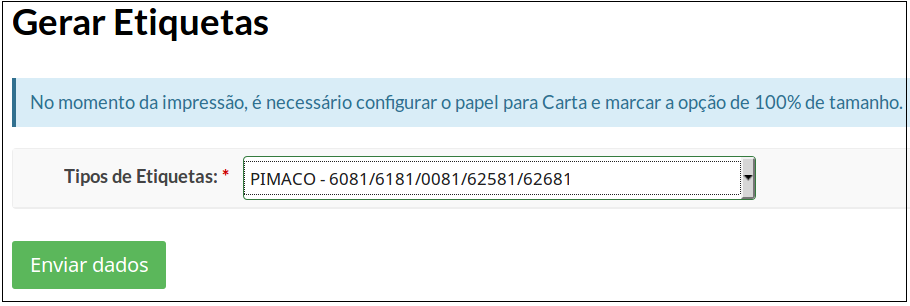 Gerar Etiquetas
No momento da impressão, é necessário configurar o papel para Carta e marcar a opção de 100% de tamanho.
Tipos de Etiquetas: * PIMACO - 6081/6181/0081/62581/62681
Enviar dados